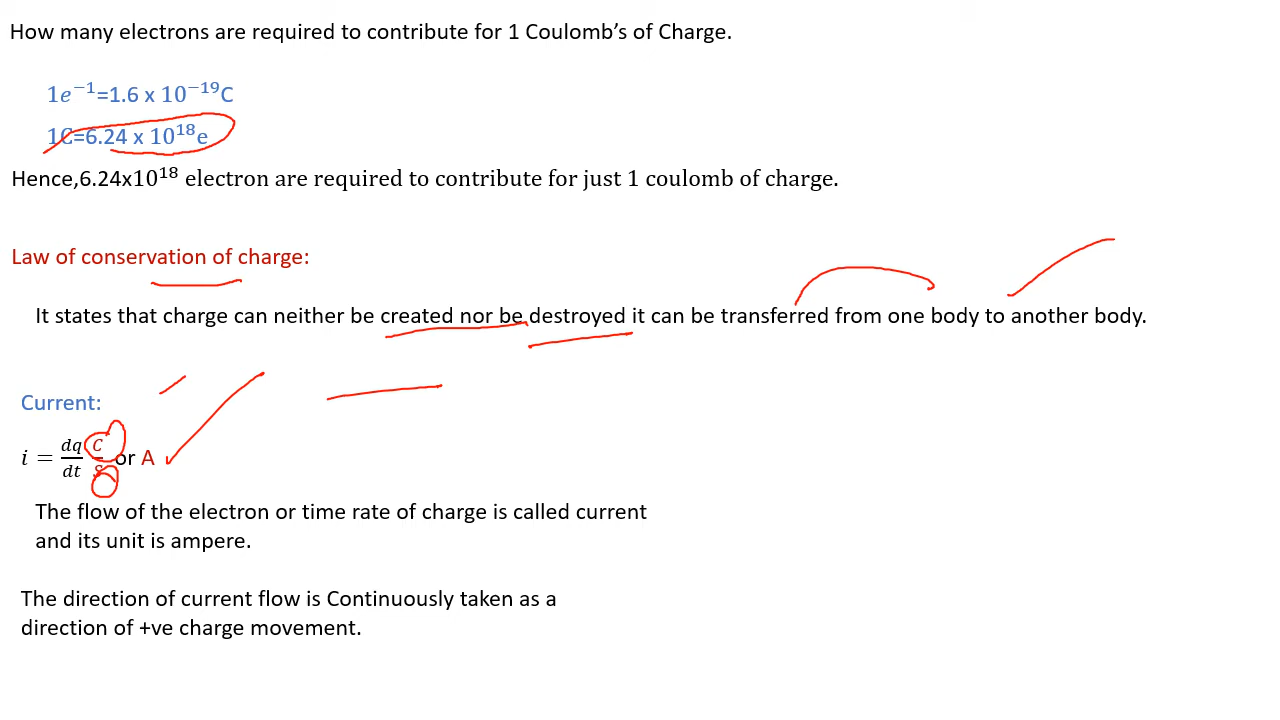 How many electrons are required to contribute for 1 Coulomb’s of Charge.
1e⁻¹=1.6 x 10⁻¹⁹C
1C=6.24 x 10¹⁸e
Hence,6.24x10¹⁸ electron are required to contribute for just 1 coulomb of charge.
Law of conservation of charge:
It states that charge can neither be created nor be destroyed it can be transferred from one body to another body.
Current:
i = dq/dt C/S or A
The flow of the electron or time rate of charge is called current
and its unit is ampere.
The direction of current flow is Continuously taken as a
direction of +ve charge movement.